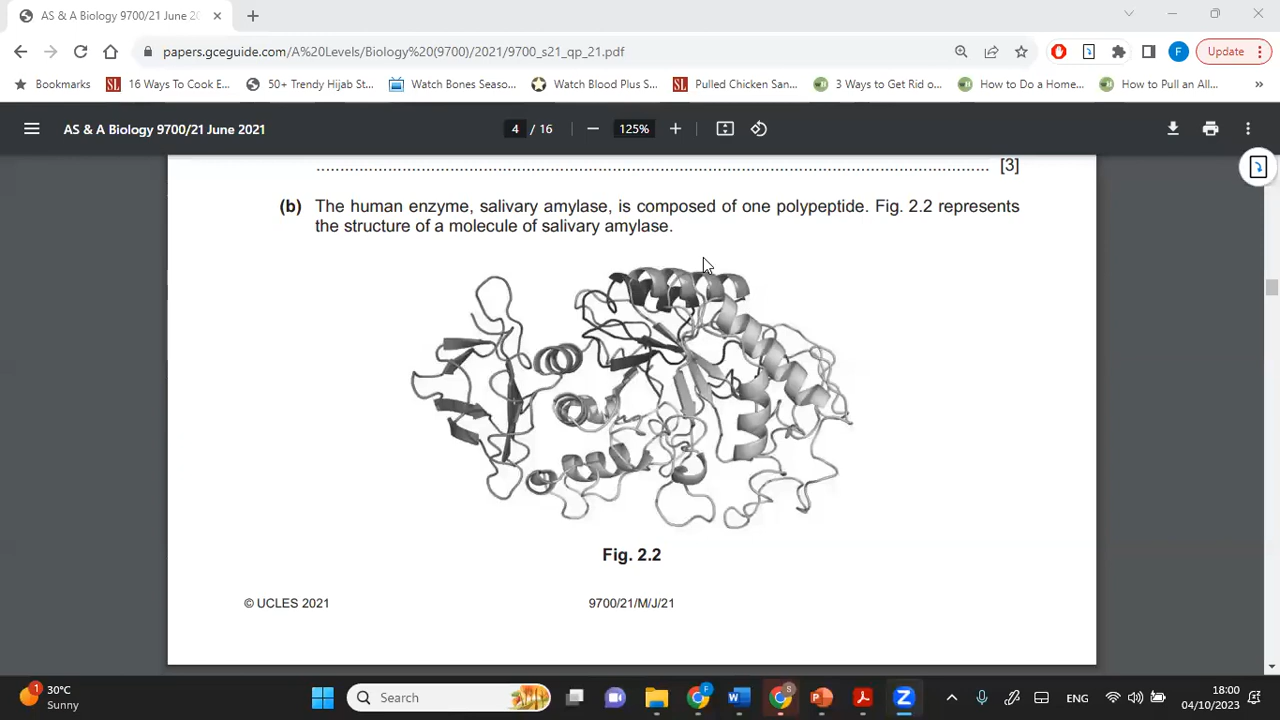 AS & A Biology 9700/21 June 20
papers.gceguide.com/A%20Levels/Biology%20(9700)/2021/9700_s21_qp_21.pdf
F
Update
Bookmarks
16 Ways To Cook E...
50+ Trendy Hijab St...
Watch Bones Seaso...
Watch Blood Plus S...
Pulled Chicken San...
3 Ways to Get Rid o...
How to Do a Home...
How to Pull an All...
AS & A Biology 9700/21 June 2021
4 / 16
125%
[3]
(b) The human enzyme, salivary amylase, is composed of one polypeptide. Fig. 2.2 represents
the structure of a molecule of salivary amylase.
Fig. 2.2
© UCLES 2021
9700/21/M/J/21
1
30°C
Sunny
Search
ENG
18:00
04/10/2023